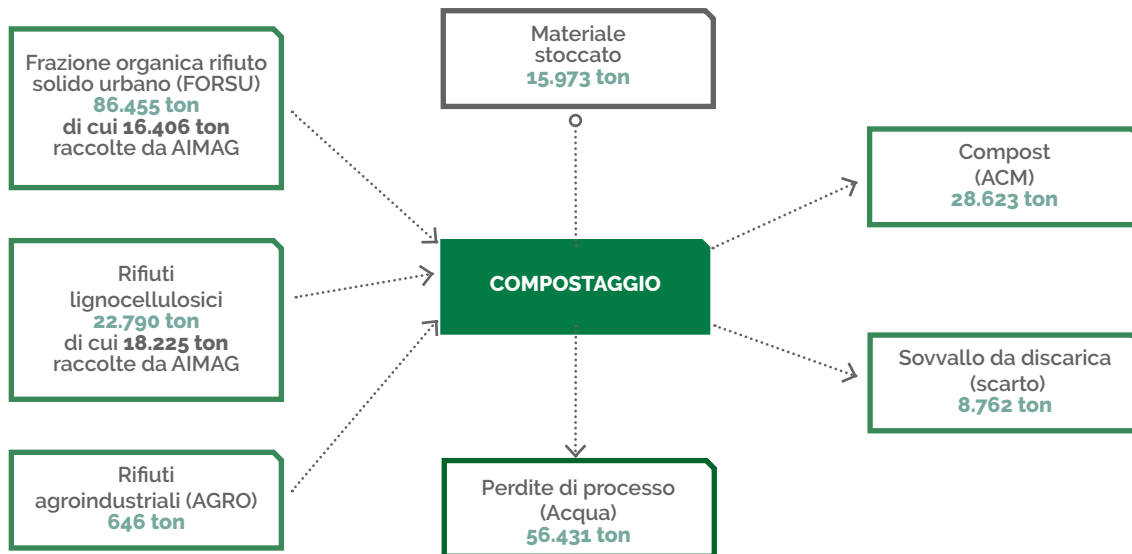 Frazione organica rifiuto
solido urbano (FORSU)
86.455 ton
di cui 16.406 ton
raccolte da AIMAG
Rifiuti
lignocellulosici
22.790 ton
di cui 18.225 ton
raccolte da AIMAG
Rifiuti
agroindustriali (AGRO)
646 ton
Materiale
stoccato
15.973 ton
COMPOSTAGGIO
Perdite di processo
(Acqua)
56.431 ton
Compost
(ACM)
28.623 ton
Sovvallo da discarica
(scarto)
8.762 ton